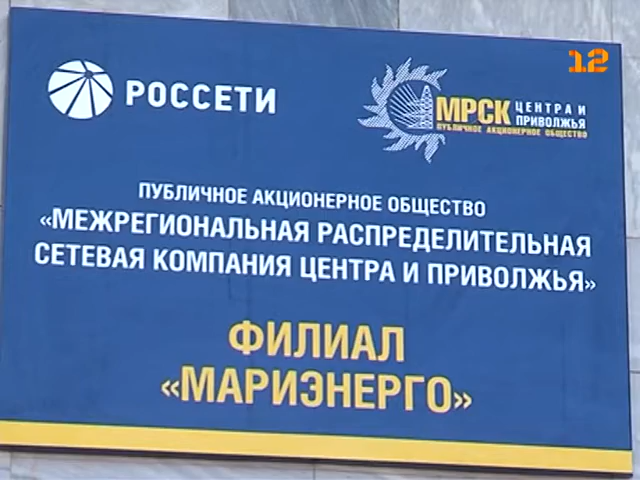 12
РОССЕТИ
МРСК ЦЕНТРА И ПРИВОЛЖЬЯ
ПУБЛИЧНОЕ АКЦИОНЕРНОЕ ОБЩЕСТВО
ПУБЛИЧНОЕ АКЦИОНЕРНОЕ ОБЩЕСТВО
«МЕЖРЕГИОНАЛЬНАЯ РАСПРЕДЕЛИТЕЛЬНАЯ
СЕТЕВАЯ КОМПАНИЯ ЦЕНТРА И ПРИВОЛЖЬЯ»
ФИЛИАЛ
«МАРИЭНЕРГО»